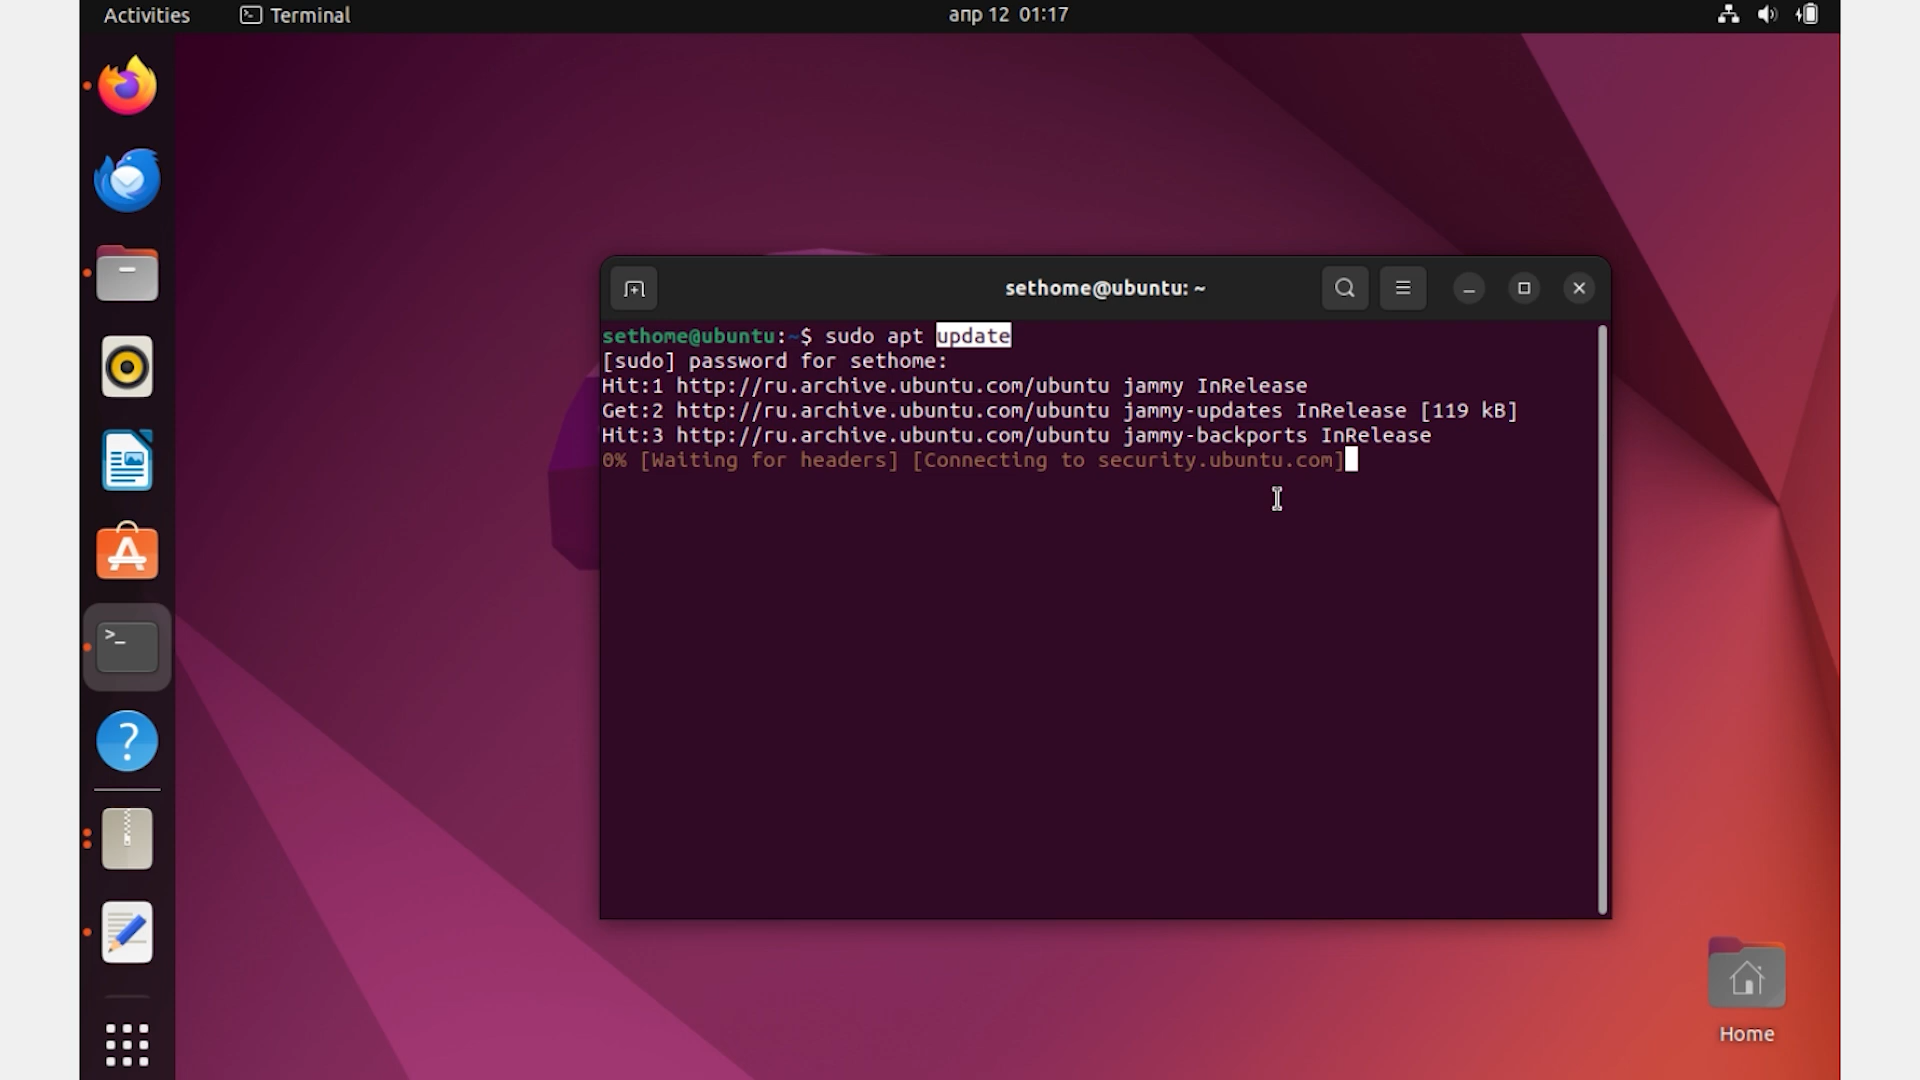 Activities
Terminal
апр 12 01:17
sethome@ubuntu: ~
sethome@ubuntu:~$ sudo apt update
[sudo] password for sethome:
Hit:1 http://ru.archive.ubuntu.com/ubuntu jammy InRelease
Get:2 http://ru.archive.ubuntu.com/ubuntu jammy-updates InRelease [119 kB]
Hit:3 http://ru.archive.ubuntu.com/ubuntu jammy-backports InRelease
0% [Waiting for headers] [Connecting to security.ubuntu.com]
Home